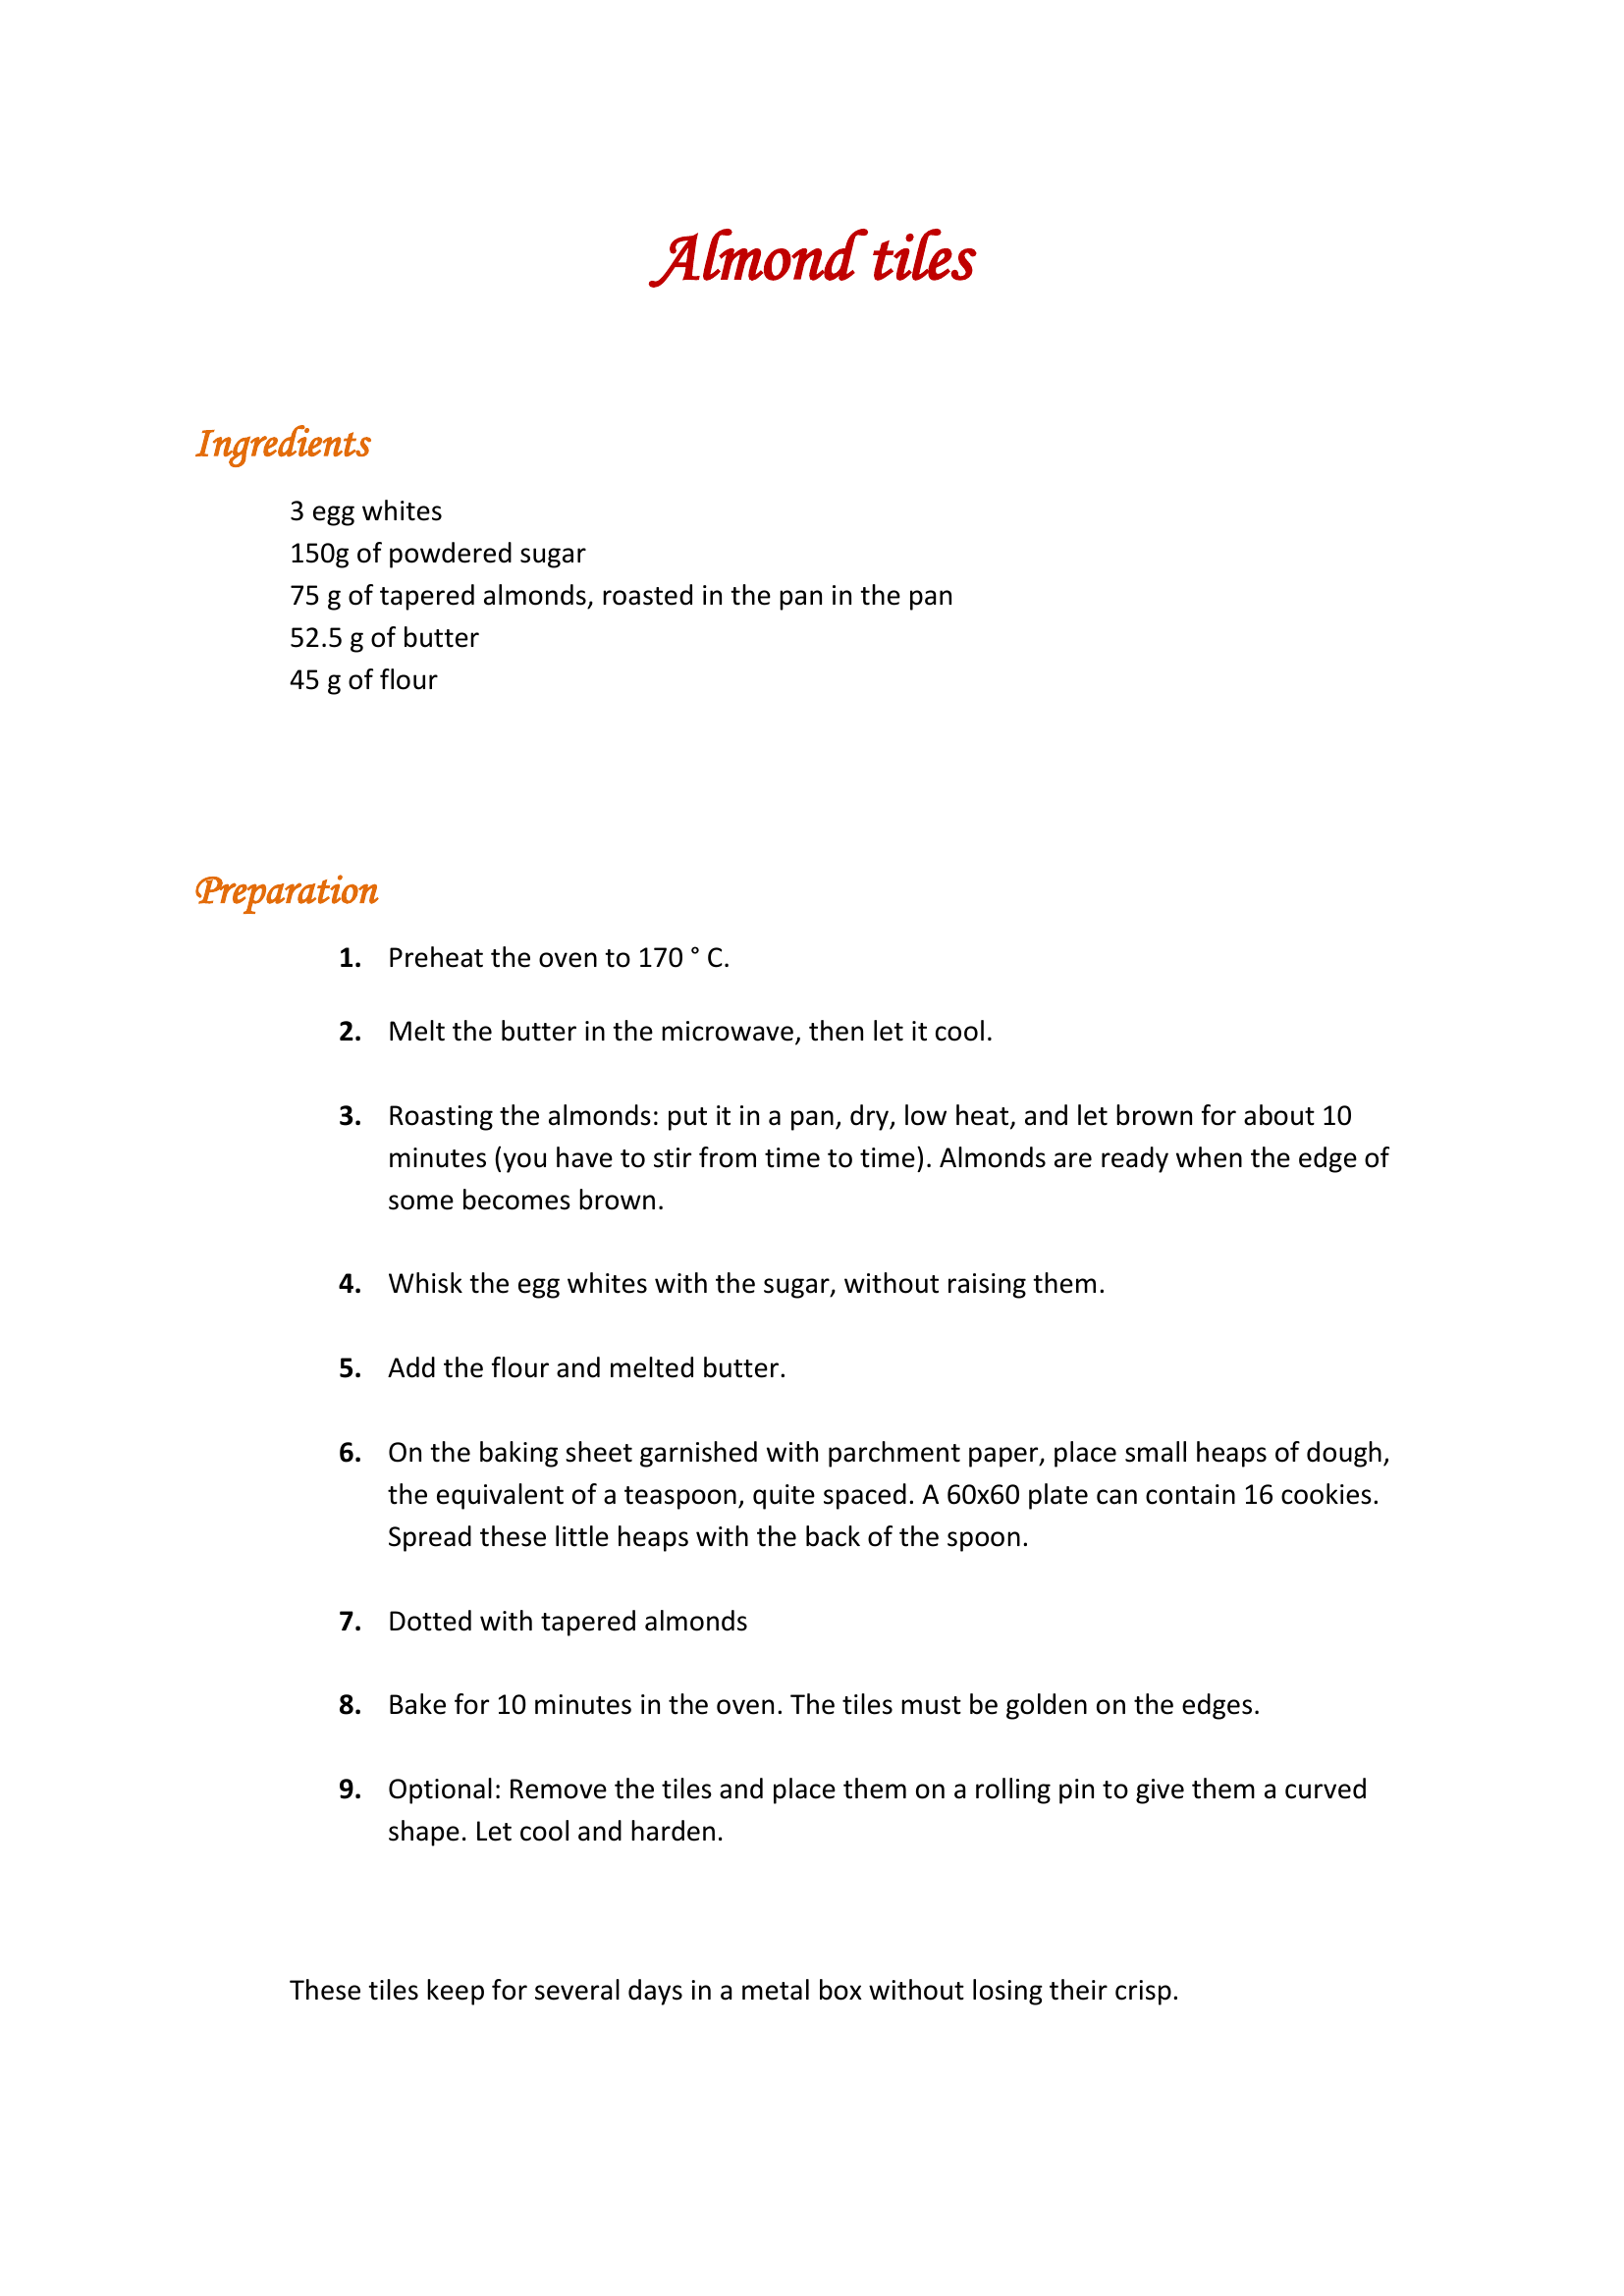 Almond tiles
Ingredients
3 egg whites
150g of powdered sugar
75 g of tapered almonds, roasted in the pan in the pan
52.5 g of butter
45 g of flour
Preparation
1. Preheat the oven to 170 ° C.
2. Melt the butter in the microwave, then let it cool.
3. Roasting the almonds: put it in a pan, dry, low heat, and let brown for about 10
minutes (you have to stir from time to time). Almonds are ready when the edge of
some becomes brown.
4. Whisk the egg whites with the sugar, without raising them.
5. Add the flour and melted butter.
6. On the baking sheet garnished with parchment paper, place small heaps of dough,
the equivalent of a teaspoon, quite spaced. A 60x60 plate can contain 16 cookies.
Spread these little heaps with the back of the spoon.
7. Dotted with tapered almonds
8. Bake for 10 minutes in the oven. The tiles must be golden on the edges.
9. Optional: Remove the tiles and place them on a rolling pin to give them a curved
shape. Let cool and harden.
These tiles keep for several days in a metal box without losing their crisp.